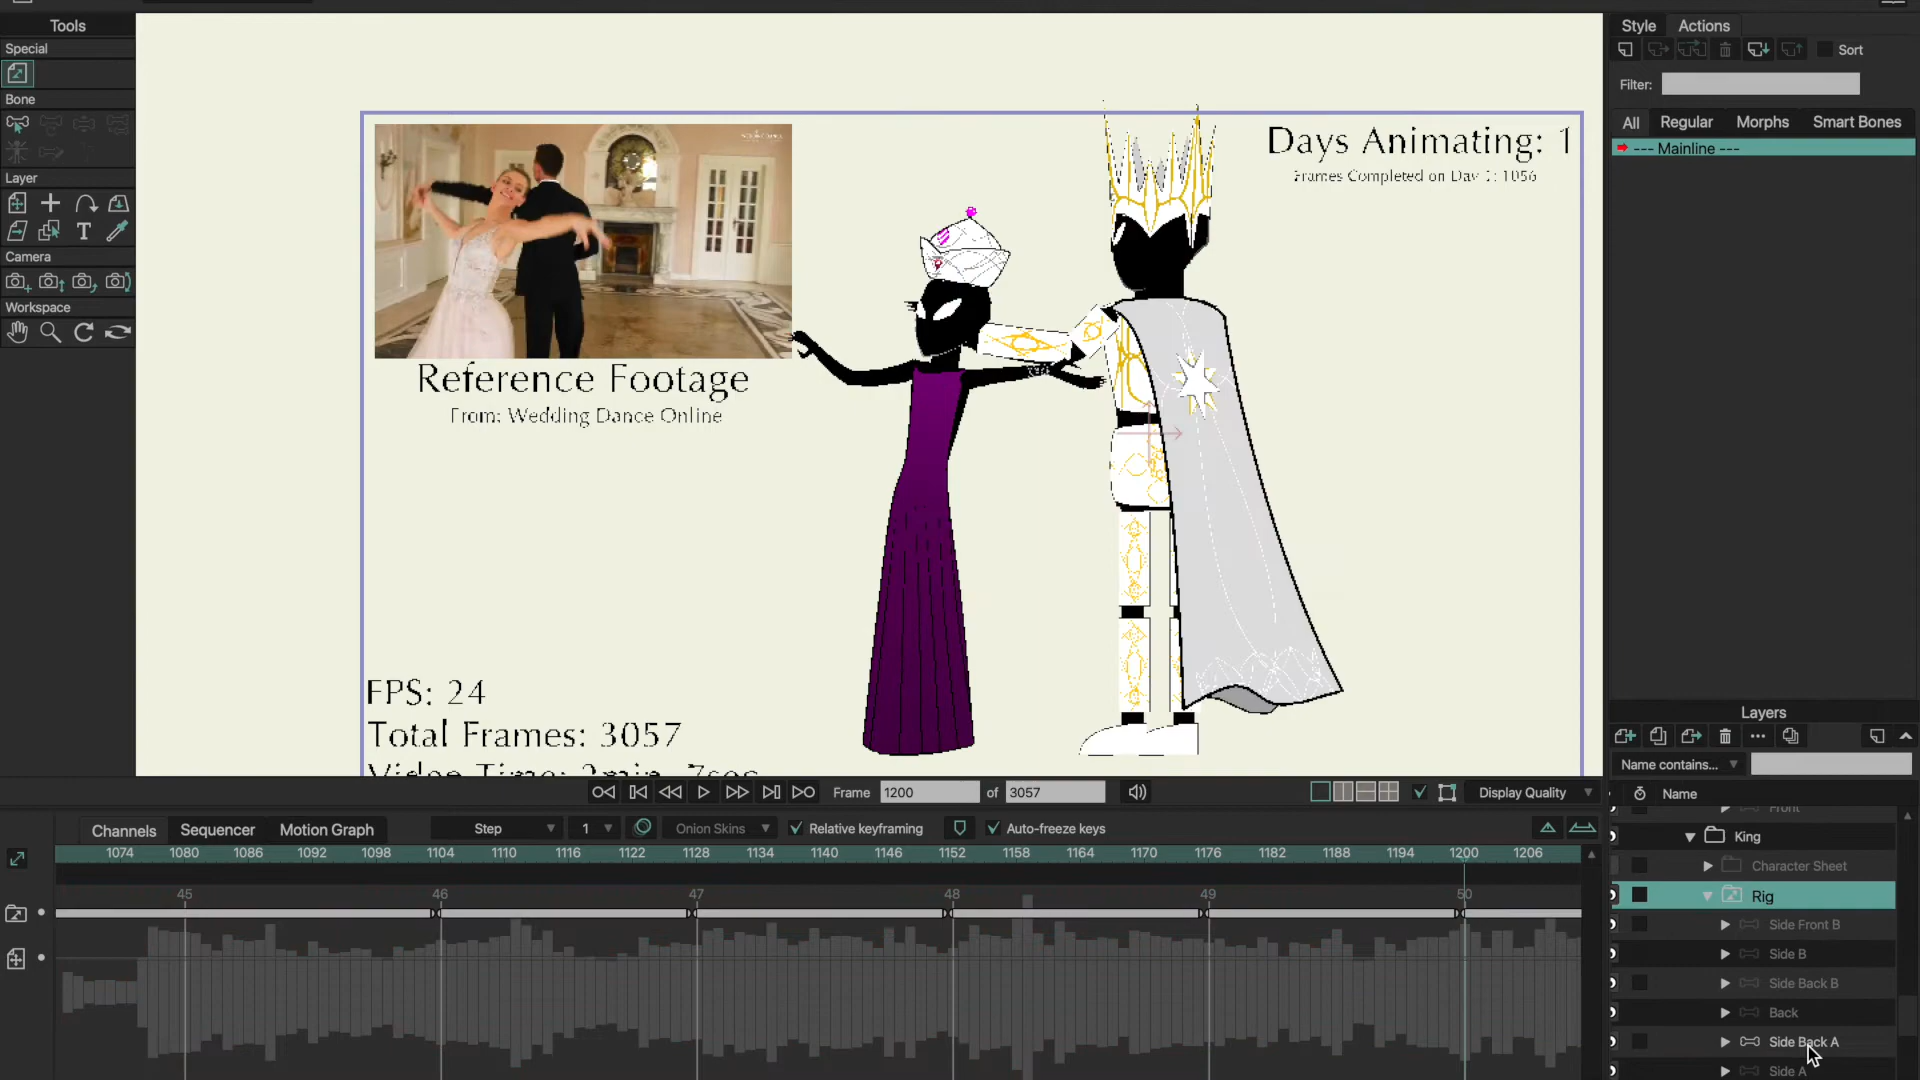 Tools
Special
Bone
Layer
T
Camera
Workspace
Reference Footage
From: Wedding Dance Online
Days Animating: 1
Frames Completed on Day 1: 1056
FPS: 24
Total Frames: 3057
Video Time: 2min, 7sec
Style Actions
Sort
Filter:
All Regular Morphs Smart Bones
--- Mainline ---
Layers
Name contains...
Name
Front
King
Character Sheet
Rig
Side Front B
Side B
Side Back B
Back
Side Back A
Side A
Frame 1200 of 3057
Display Quality
Channels Sequencer Motion Graph Step 1 Onion Skins Relative keyframing Auto-freeze keys
1074 1080 1086 1092 1098 1104 1110 1116 1122 1128 1134 1140 1146 1152 1158 1164 1170 1176 1182 1188 1194 1200 1206
45 46 47 48 49 50